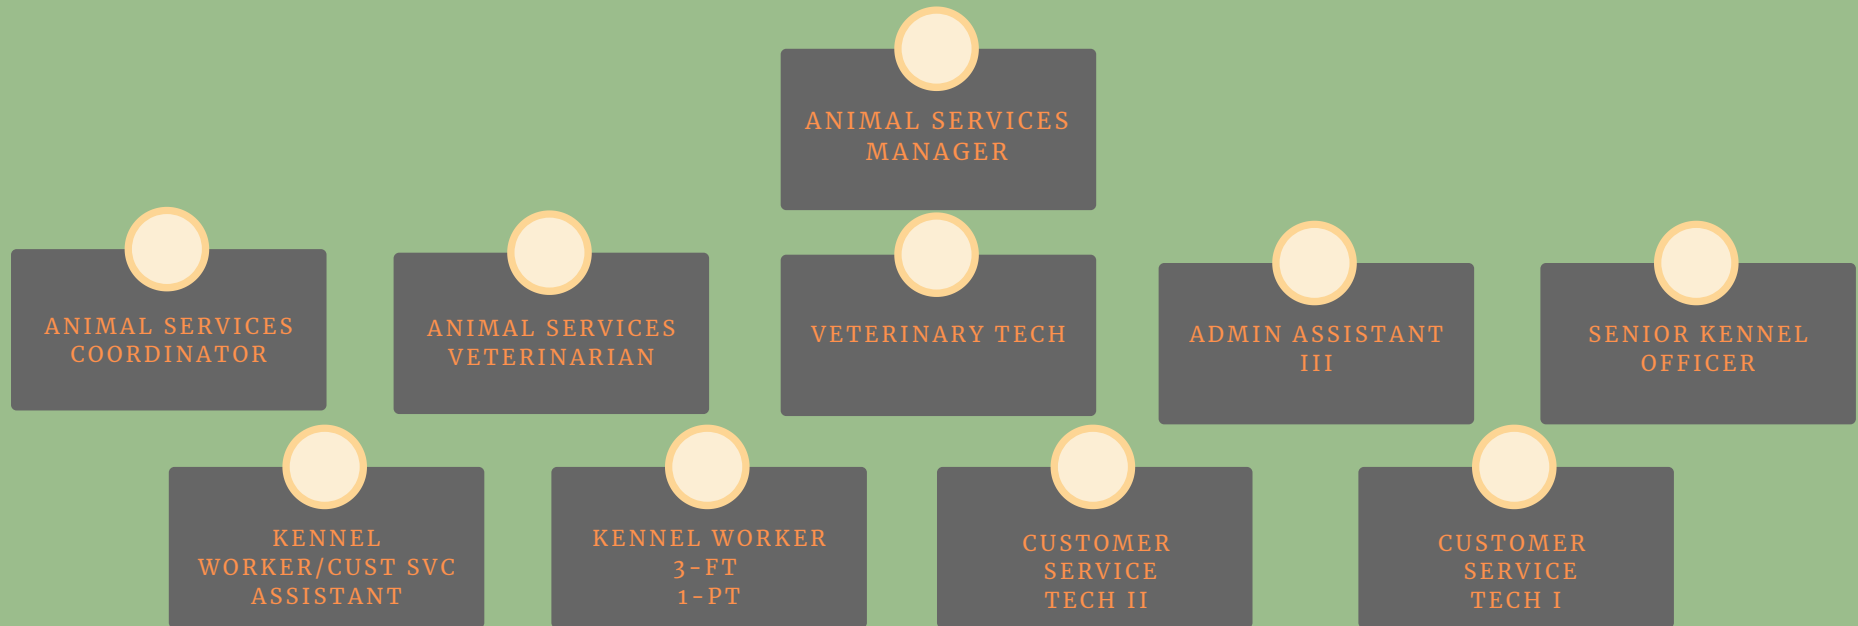 ANIMAL SERVICES
MANAGER
ANIMAL SERVICES
COORDINATOR
ANIMAL SERVICES
VETERINARIAN
VETERINARY TECH
ADMIN ASSISTANT
III
SENIOR KENNEL
OFFICER
KENNEL
WORKER/CUST SVC
ASSISTANT
KENNEL WORKER
3-FT
1-PT
CUSTOMER
SERVICE
TECH II
CUSTOMER
SERVICE
TECH I